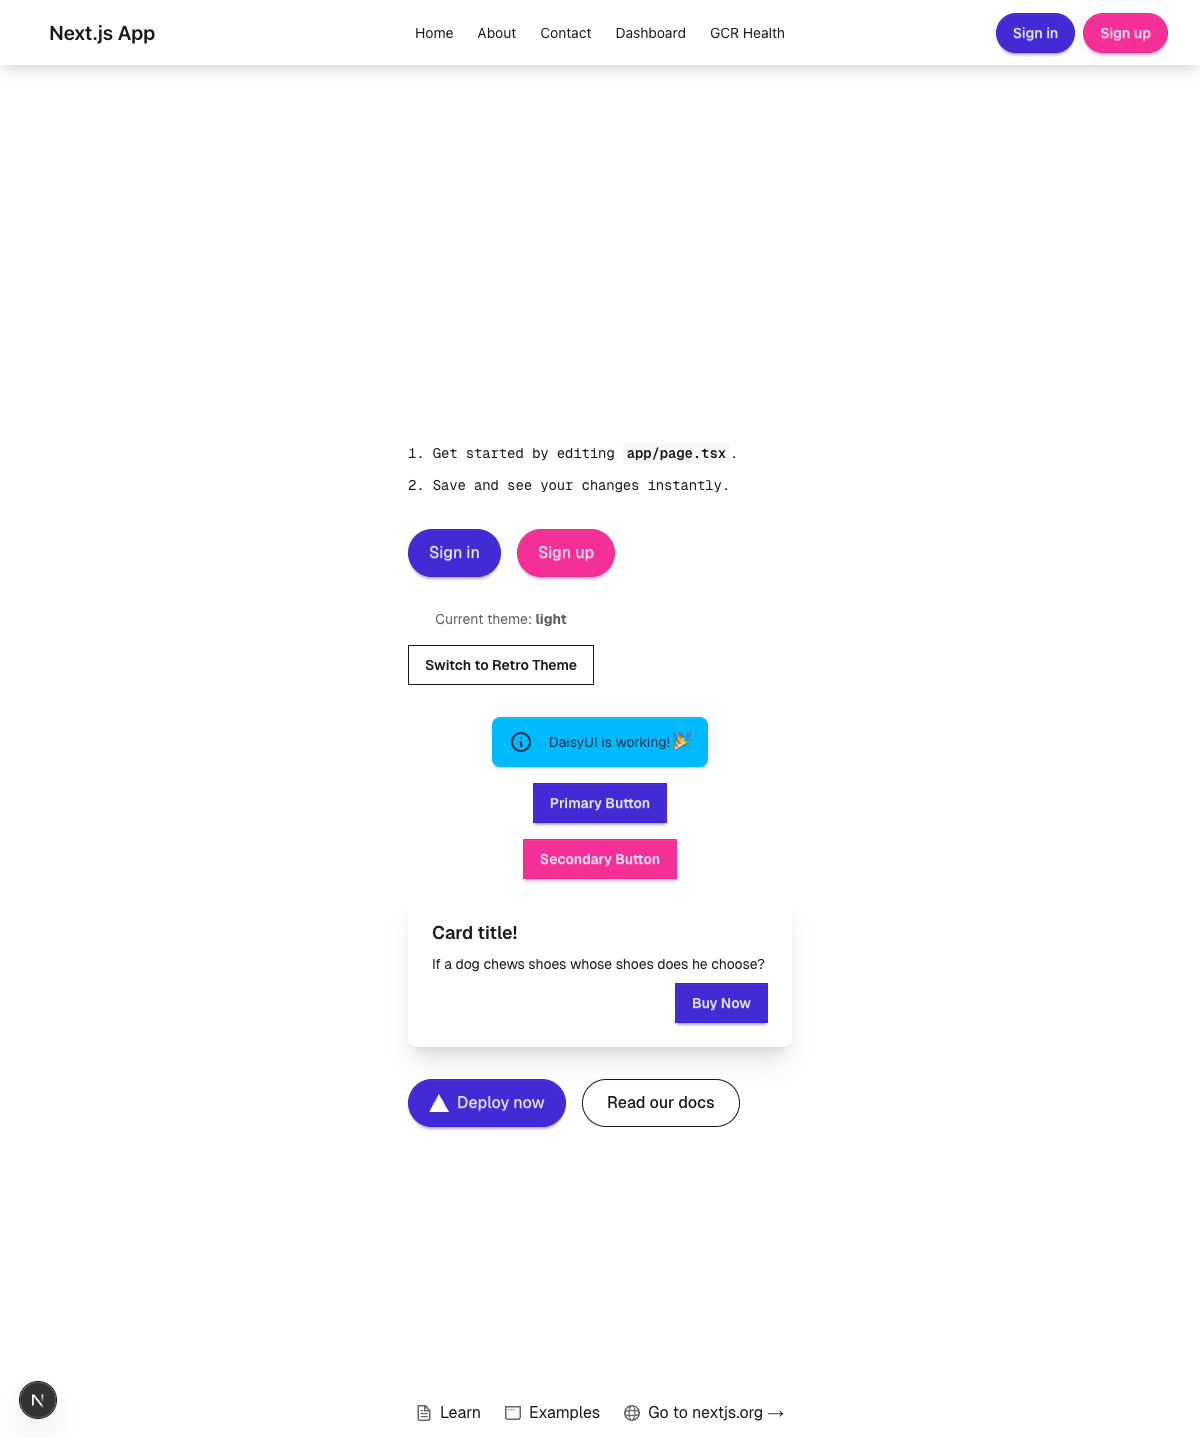 Next.js App
Home About Contact Dashboard GCR Health
Sign in Sign up
1. Get started by editing app/page.tsx.
2. Save and see your changes instantly.
Sign in Sign up
Current theme: light
Switch to Retro Theme
DaisyUI is working! 🎉
Primary Button
Secondary Button
Card title!
If a dog chews shoes whose shoes does he choose?
Buy Now
Deploy now Read our docs
N
Learn Examples Go to nextjs.org →